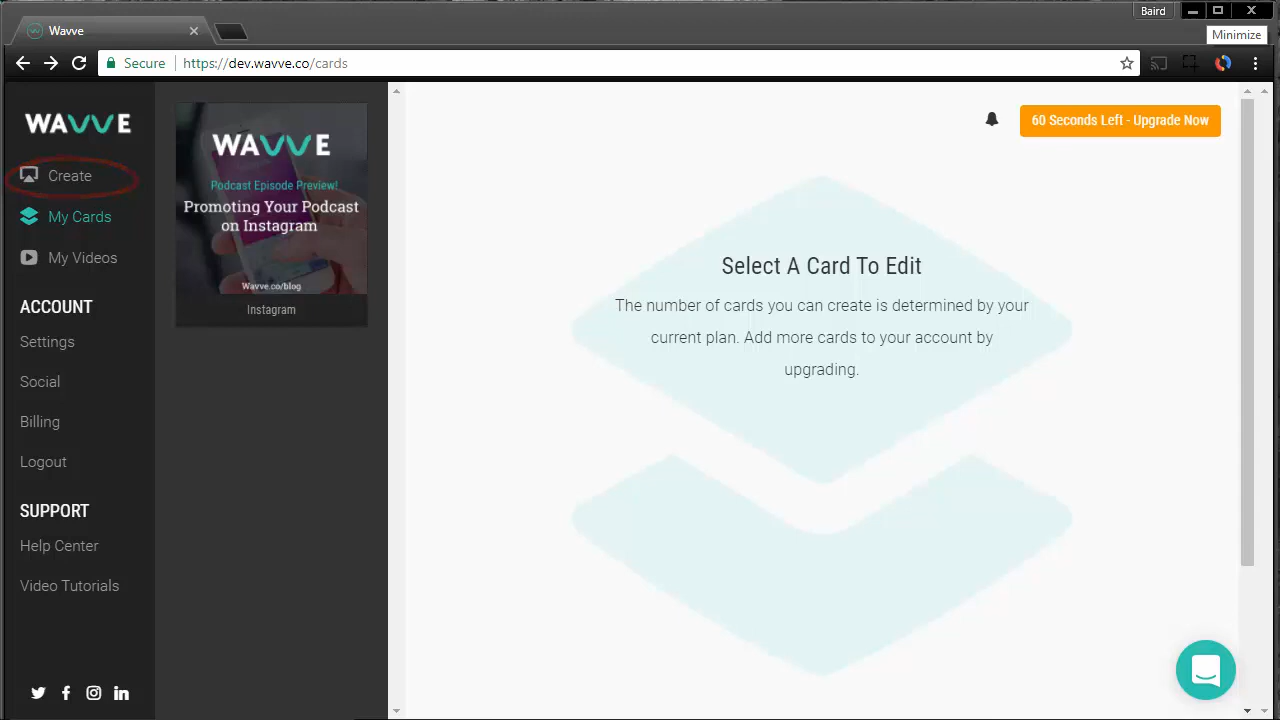 Baird
Wavve
Minimize
Secure
https://dev.wavve.co/cards
WAVVE
Create
My Cards
My Videos
ACCOUNT
Settings
Social
Billing
Logout
SUPPORT
Help Center
Video Tutorials
WAVVE
Podcast Episode Preview!
Promoting Your Podcast
on Instagram
Wavve.co/blog
Instagram
60 Seconds Left - Upgrade Now
Select A Card To Edit
The number of cards you can create is determined by your
current plan. Add more cards to your account by
upgrading.